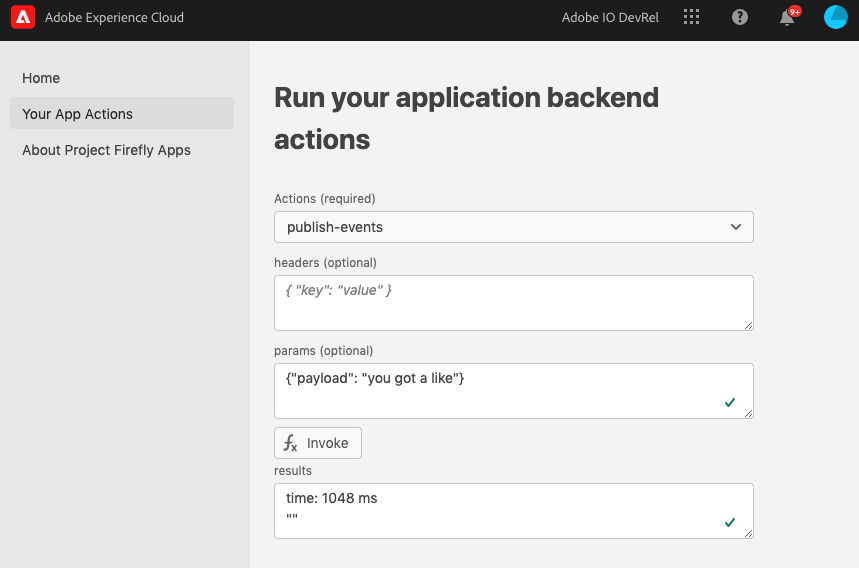 Adobe Experience Cloud
Adobe IO DevRel
9+
Home
Your App Actions
About Project Firefly Apps
Run your application backend
actions
Actions (required)
publish-events
headers (optional)
{ "key": "value" }
params (optional)
{"payload": "you got a like"}
fx Invoke
results
time: 1048 ms
""